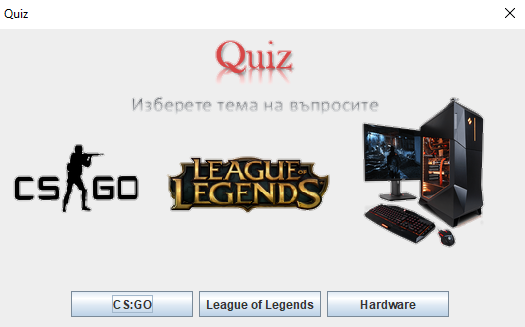 Quiz
Quiz
Изберете тема на въпросите
CS GO
LEAGUE OF
LEGENDS
CS:GO
League of Legends
Hardware